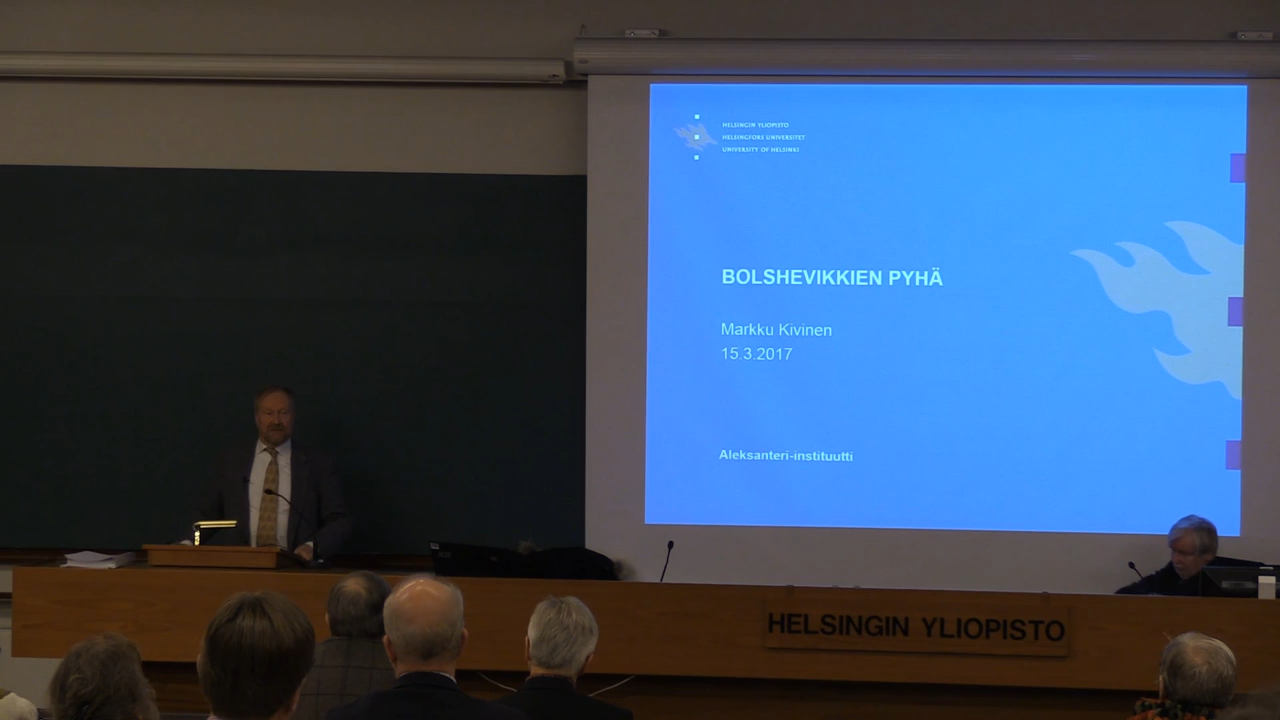 HELSINGIN YLIOPISTO
HELSINGFORS UNIVERSITET
UNIVERSITY OF HELSINKI
BOLSHEVIKKIEN PYHÄ
Markku Kivinen
15.3.2017
Aleksanteri-instituutti
HELSINGIN YLIOPISTO